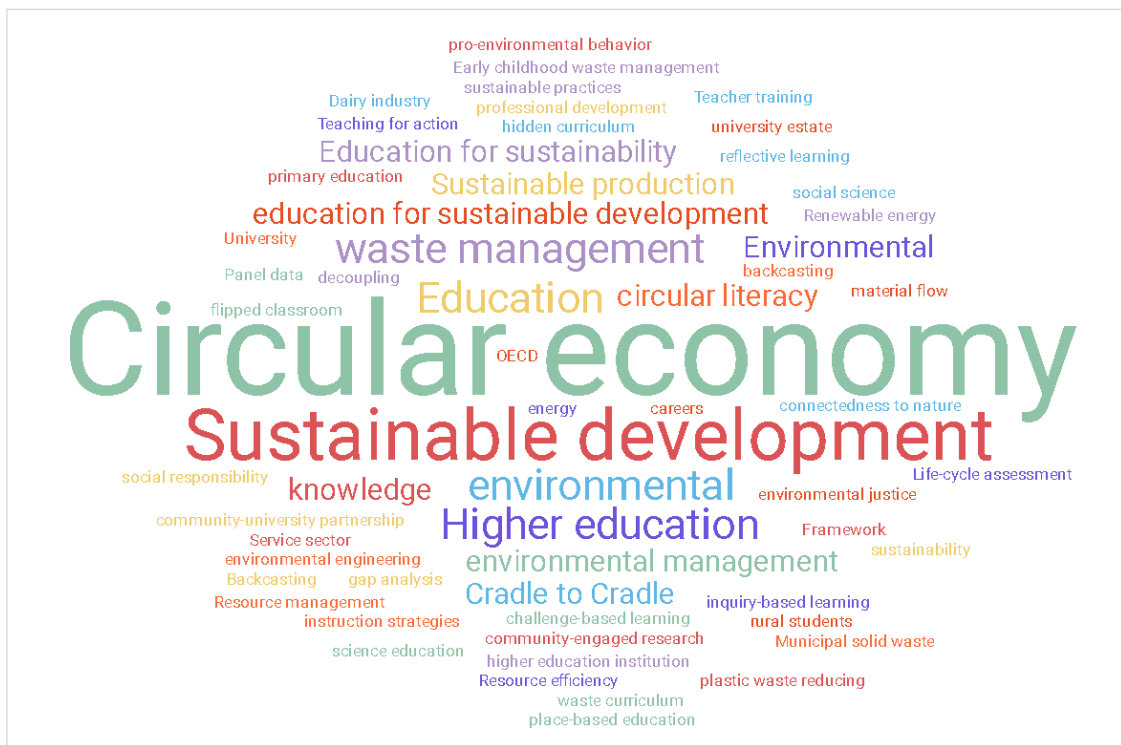 pro-environmental behavior
Early childhood waste management
sustainable practices
Dairy industry
professional development
Teacher training
Teaching for action
hidden curriculum
university estate
Education for sustainability
reflective learning
primary education
Sustainable production
social science
education for sustainable development
Renewable energy
University
waste management
Environmental
Panel data
decoupling
backcasting
flipped classroom
Education
circular literacy
material flow
Circular economy
OECD
energy
careers
connectedness to nature
Sustainable development
social responsibility
knowledge
environmental
Life-cycle assessment
environmental justice
community-university partnership
Higher education
Framework
Service sector
sustainability
environmental engineering
environmental management
Backcasting
gap analysis
Cradle to Cradle
Resource management
inquiry-based learning
instruction strategies
challenge-based learning
rural students
community-engaged research
Municipal solid waste
science education
higher education institution
Resource efficiency
plastic waste reducing
waste curriculum
place-based education